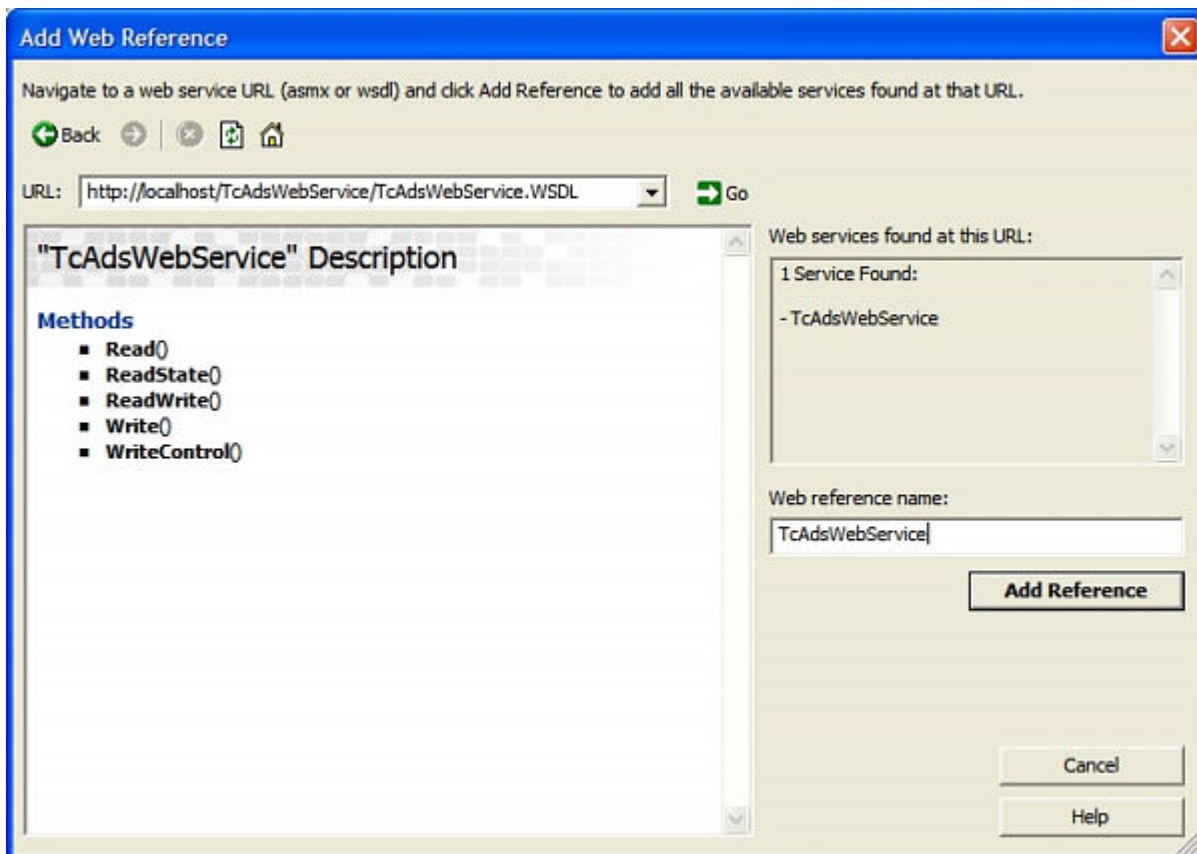 Add Web Reference
Navigate to a web service URL (asmx or wsdl) and click Add Reference to add all the available services found at that URL.
Back
URL: http://localhost/TcAdsWebService/TcAdsWebService.WSDL Go
"TcAdsWebService" Description
Methods
Read()
ReadState()
ReadWrite()
Write()
WriteControl()
Web services found at this URL:
1 Service Found:
- TcAdsWebService
Web reference name:
TcAdsWebService
Add Reference
Cancel
Help